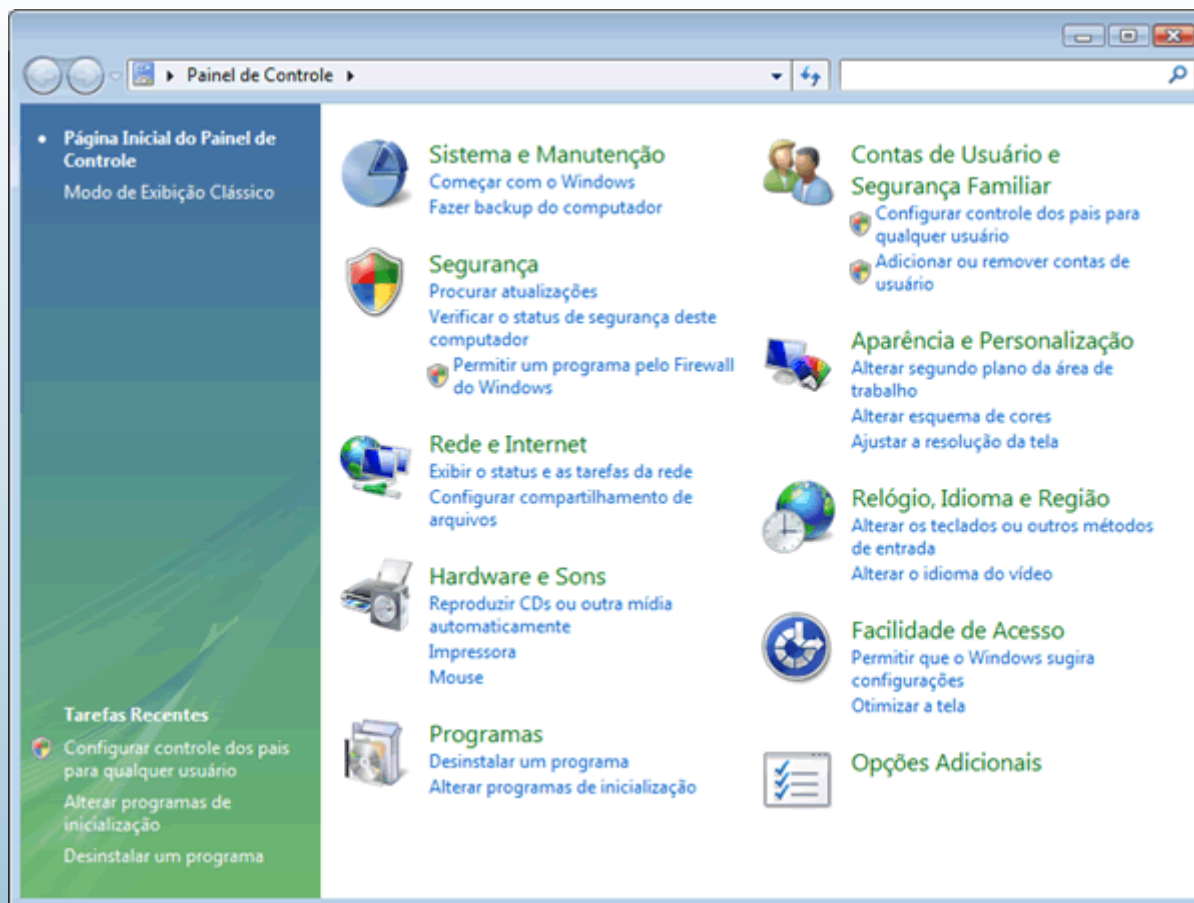 Painel de Controle
Página Inicial do Painel de
Controle
Modo de Exibição Clássico
Tarefas Recentes
Configurar controle dos pais
para qualquer usuário
Alterar programas de
inicialização
Desinstalar um programa
Sistema e Manutenção
Começar com o Windows
Fazer backup do computador
Segurança
Procurar atualizações
Verificar o status de segurança deste
computador
Permitir um programa pelo Firewall
do Windows
Rede e Internet
Exibir o status e as tarefas da rede
Configurar compartilhamento de
arquivos
Hardware e Sons
Reproduzir CDs ou outra mídia
automaticamente
Impressora
Mouse
Programas
Desinstalar um programa
Alterar programas de inicialização
Contas de Usuário e
Segurança Familiar
Configurar controle dos pais para
qualquer usuário
Adicionar ou remover contas de
usuário
Aparência e Personalização
Alterar segundo plano da área de
trabalho
Alterar esquema de cores
Ajustar a resolução da tela
Relógio, Idioma e Região
Alterar os teclados ou outros métodos
de entrada
Alterar o idioma do vídeo
Facilidade de Acesso
Permitir que o Windows sugira
configurações
Otimizar a tela
Opções Adicionais